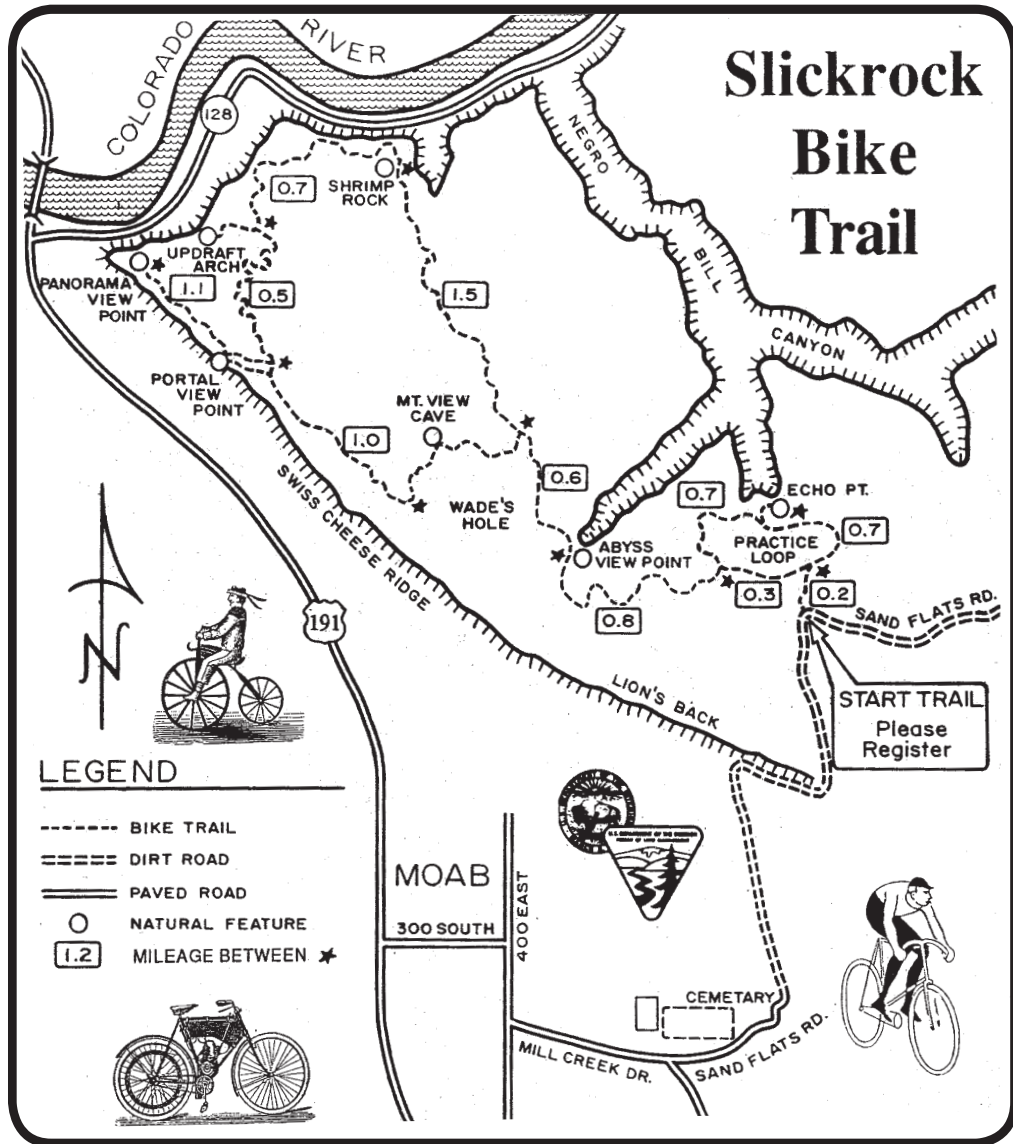 Slickrock
Bike
Trail
COLORADO
RIVER
128
NEGRO
BILL
CANYON
SHRIMP
ROCK
0.7
UPDRAFT
ARCH
PANORAMA
VIEW
POINT
1.1
0.5
1.5
PORTAL
VIEW
POINT
MT. VIEW
CAVE
1.0
WADE'S
HOLE
0.6
0.7
ECHO PT.
0.7
PRACTICE
LOOP
ABYSS
VIEW POINT
0.3
0.2
0.8
SAND FLATS RD.
SWISS CHEESE RIDGE
191
N
LION'S BACK
START TRAIL
Please
Register
LEGEND
BIKE TRAIL
DIRT ROAD
PAVED ROAD
NATURAL FEATURE
1.2 MILEAGE BETWEEN
MOAB
300 SOUTH
400 EAST
CEMETARY
MILL CREEK DR.
SAND FLATS RD.